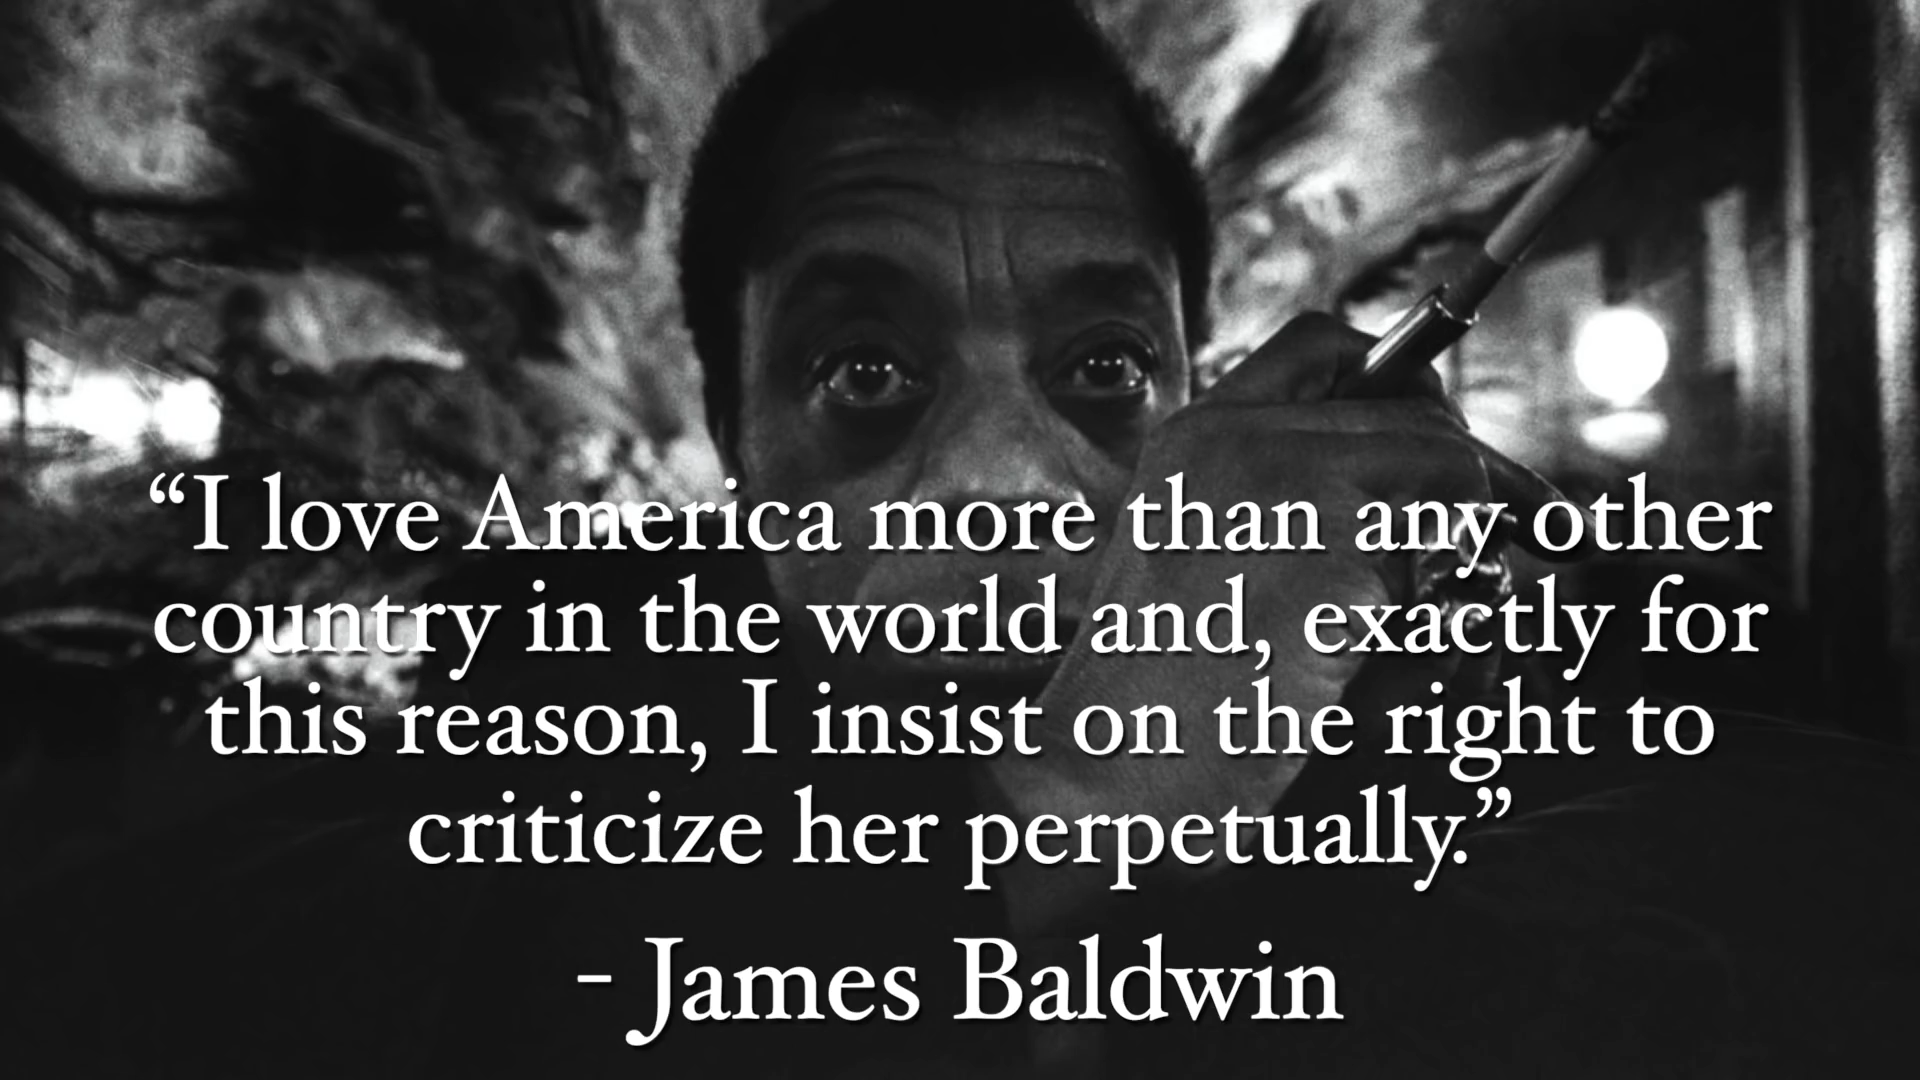 “I love America more than any other
country in the world and, exactly for
this reason, I insist on the right to
criticize her perpetually.”
- James Baldwin